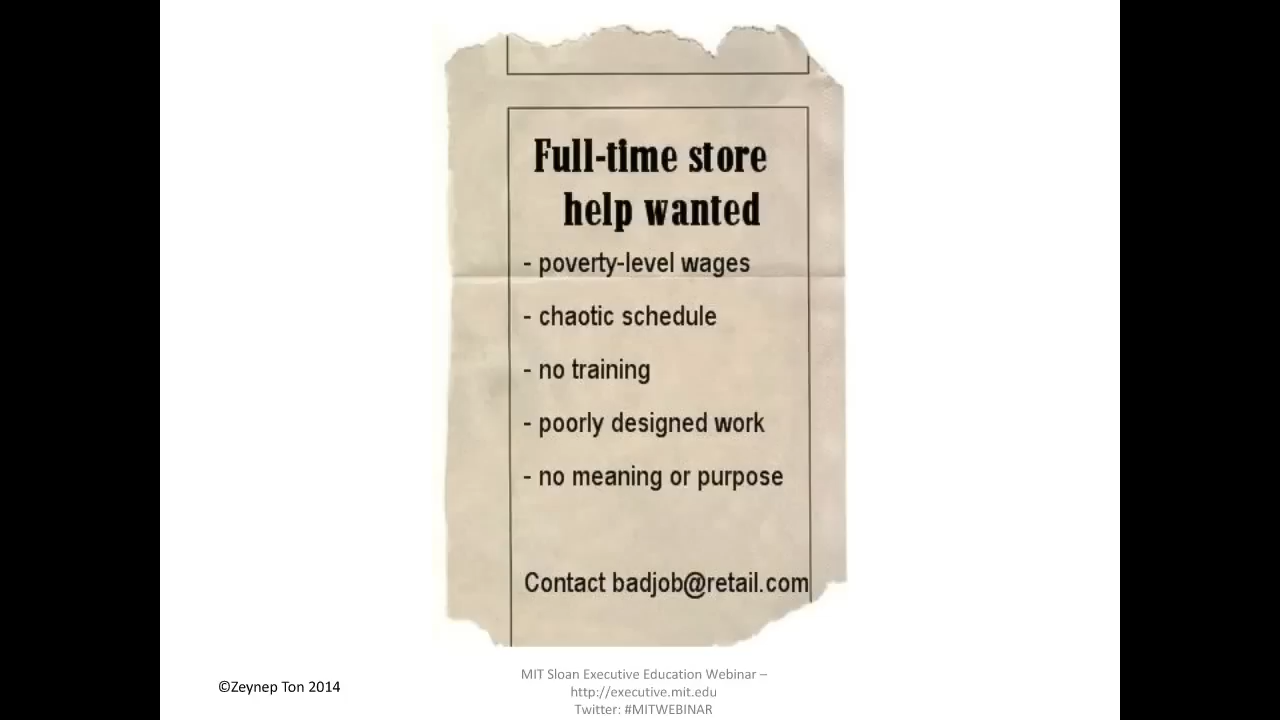 Full-time store
help wanted
- poverty-level wages
- chaotic schedule
- no training
- poorly designed work
- no meaning or purpose
Contact badjob@retail.com
©Zeynep Ton 2014
MIT Sloan Executive Education Webinar –
http://executive.mit.edu
Twitter: #MITWEBINAR